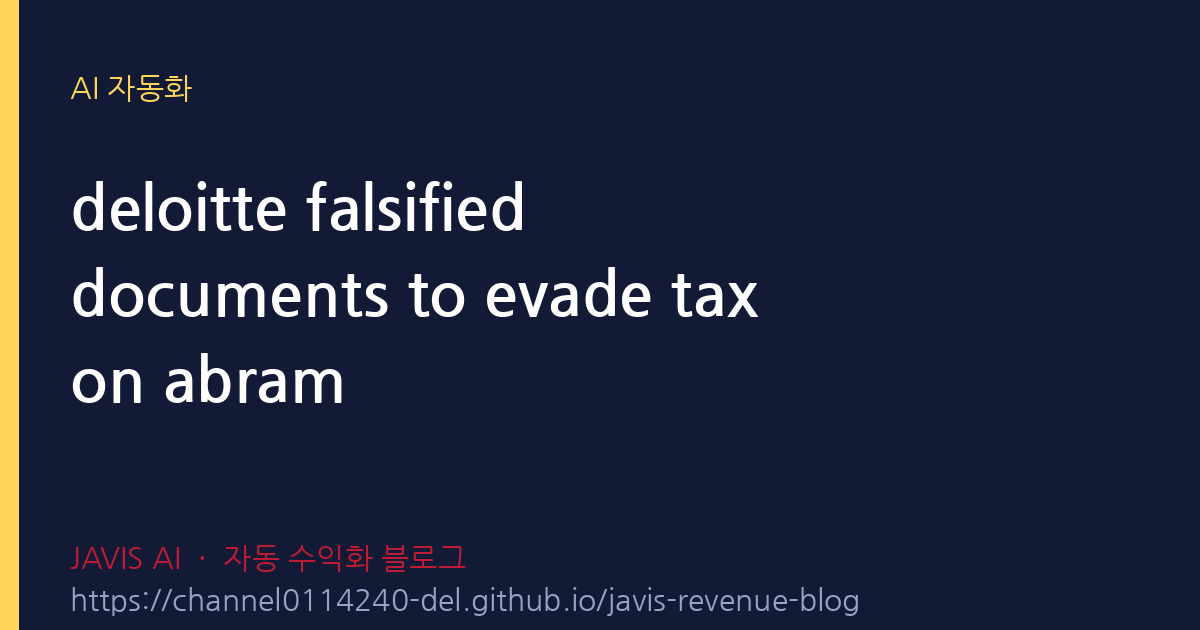 AI 자동화
deloitte falsified
documents to evade tax
on abram
JAVIS AI · 자동 수익화 블로그
https://channel0114240-del.github.io/javis-revenue-blog